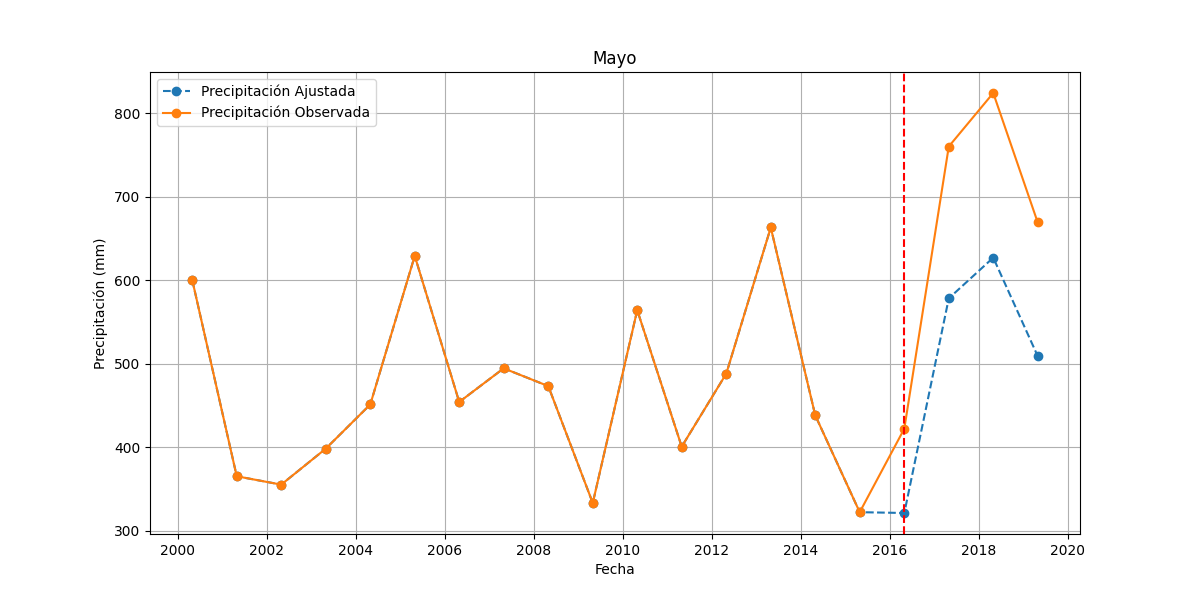 Mayo
Precipitación Ajustada
Precipitación Observada
Precipitación (mm)
800
700
600
500
400
300
2000 2002 2004 2006 2008 2010 2012 2014 2016 2018 2020
Fecha